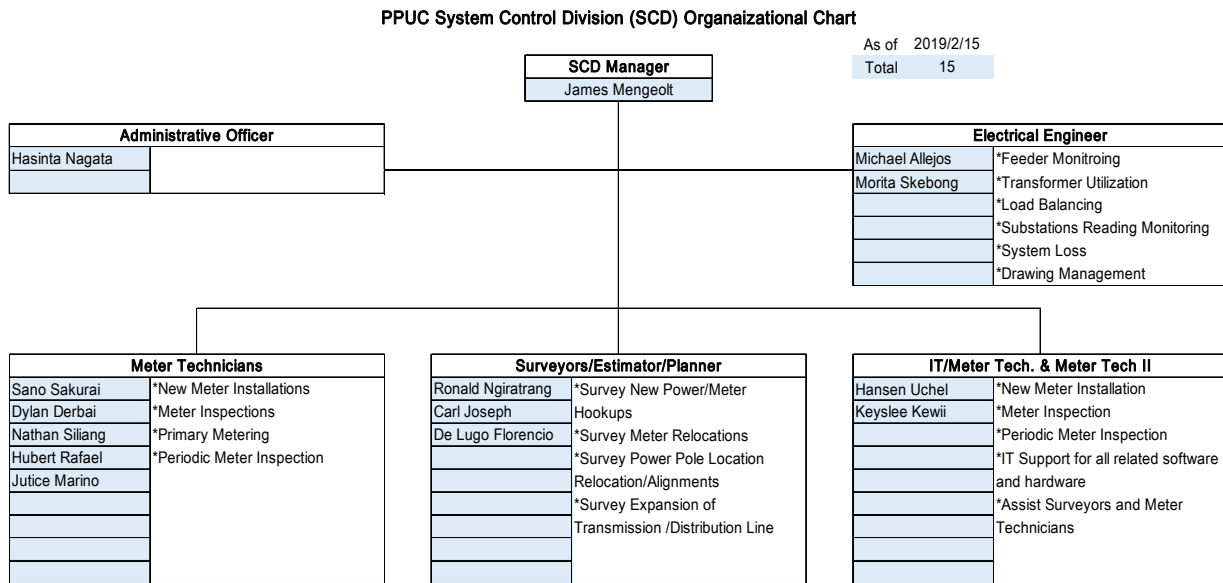 PPUC System Control Division (SCD) Organaizational Chart
As of 2019/2/15
Total 15
SCD Manager
James Mengeolt
Administrative Officer
Hasinta Nagata
Electrical Engineer
Michael Allejos
Morita Skebong
*Feeder Monitroing
*Transformer Utilization
*Load Balancing
*Substations Reading Monitoring
*System Loss
*Drawing Management
Meter Technicians
Sano Sakurai
Dylan Derbai
Nathan Siliang
Hubert Rafael
Jutice Marino
*New Meter Installations
*Meter Inspections
*Primary Metering
*Periodic Meter Inspection
Surveyors/Estimator/Planner
Ronald Ngiratrang
Carl Joseph
De Lugo Florencio
*Survey New Power/Meter
Hookups
*Survey Meter Relocations
*Survey Power Pole Location
Relocation/Alignments
*Survey Expansion of
Transmission /Distribution Line
IT/Meter Tech. & Meter Tech II
Hansen Uchel
Keyslee Kewii
*New Meter Installation
*Meter Inspection
*Periodic Meter Inspection
*IT Support for all related software
and hardware
*Assist Surveyors and Meter
Technicians